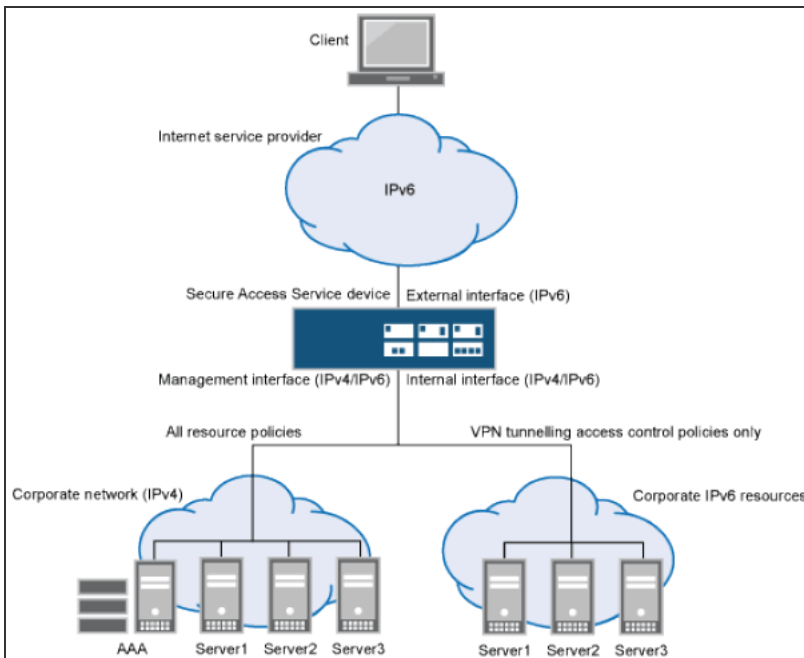 Client
Internet service provider
IPv6
Secure Access Service device
External interface (IPv6)
Management interface (IPv4/IPv6)
Internal interface (IPv4/IPv6)
All resource policies
VPN tunnelling access control policies only
Corporate network (IPv4)
Corporate IPv6 resources
AAA
Server1
Server2
Server3
Server1
Server2
Server3